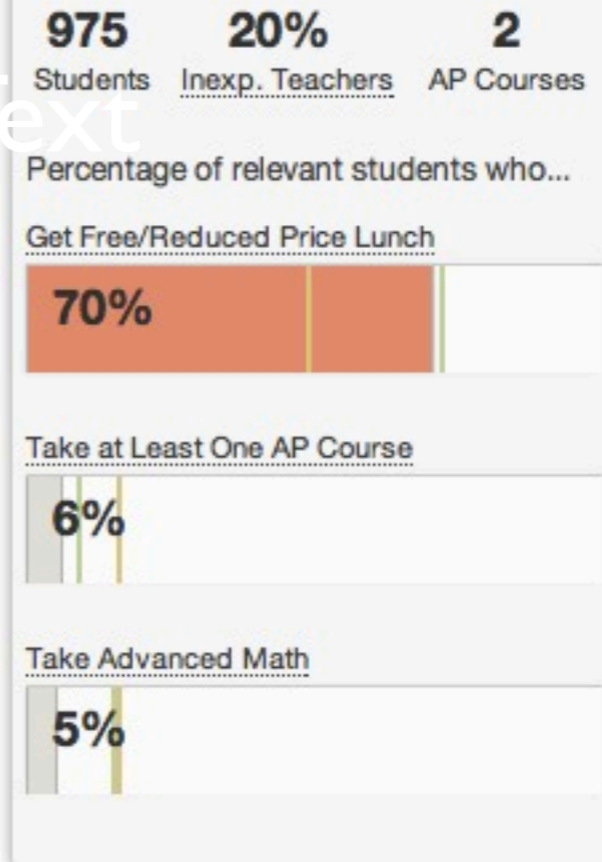 975 20% 2
Students Inexp. Teachers AP Courses
Text
Percentage of relevant students who...
Get Free/Reduced Price Lunch
70%
Take at Least One AP Course
6%
Take Advanced Math
5%